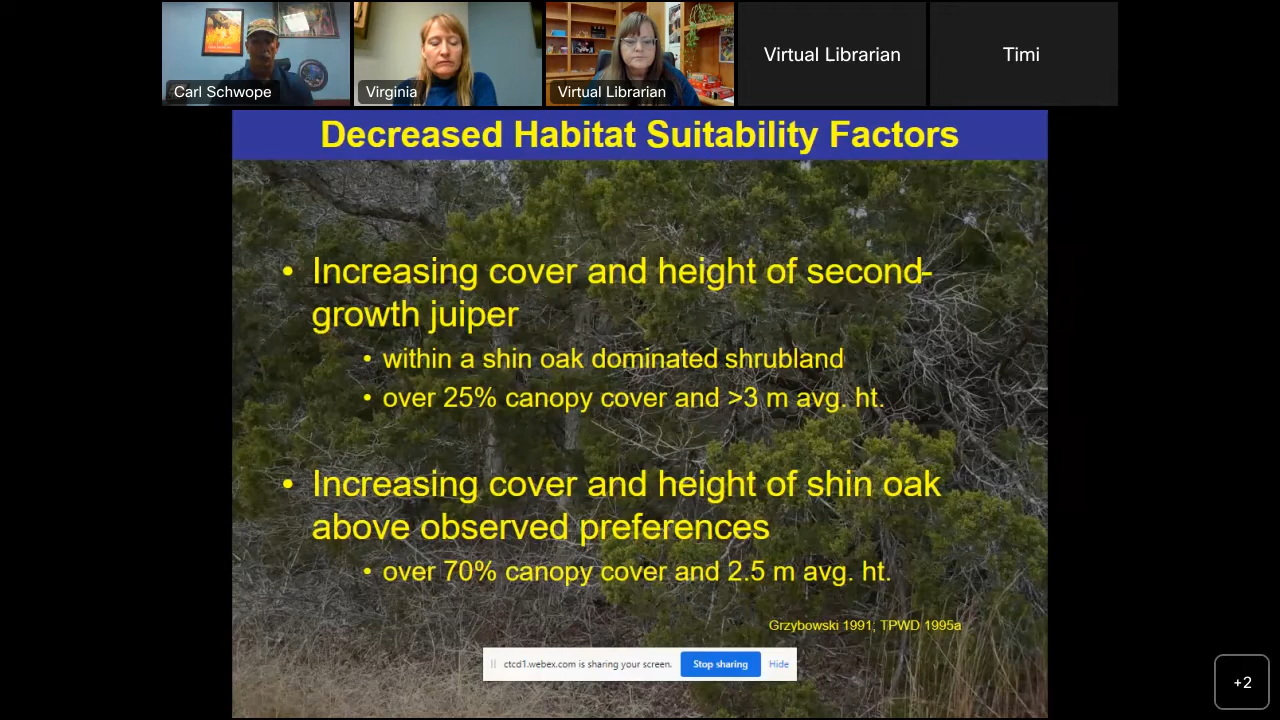 Carl Schwope
Virginia
Virtual Librarian
Virtual Librarian
Timi
Decreased Habitat Suitability Factors
• Increasing cover and height of second-
growth juiper
• within a shin oak dominated shrubland
• over 25% canopy cover and >3 m avg. ht.
• Increasing cover and height of shin oak
above observed preferences
• over 70% canopy cover and 2.5 m avg. ht.
Grzybowski 1991; TPWD 1995a
ctcd1.webex.com is sharing your screen. Stop sharing Hide
+2